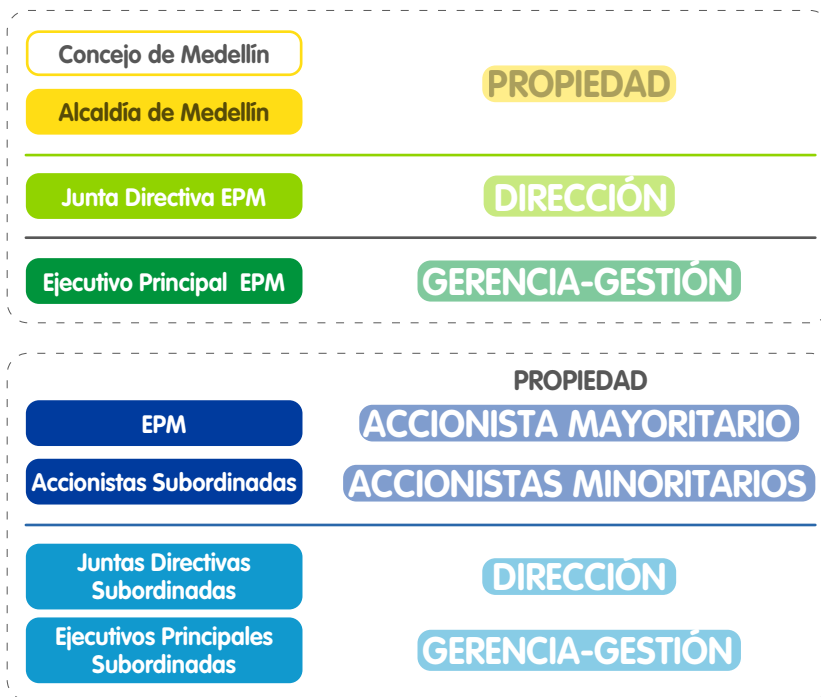 Concejo de Medellín
PROPIEDAD
Alcaldía de Medellín
Junta Directiva EPM
DIRECCIÓN
Ejecutivo Principal EPM
GERENCIA-GESTIÓN
PROPIEDAD
EPM
ACCIONISTA MAYORITARIO
Accionistas Subordinadas
ACCIONISTAS MINORITARIOS
Juntas Directivas
Subordinadas
DIRECCIÓN
Ejecutivos Principales
Subordinadas
GERENCIA-GESTIÓN